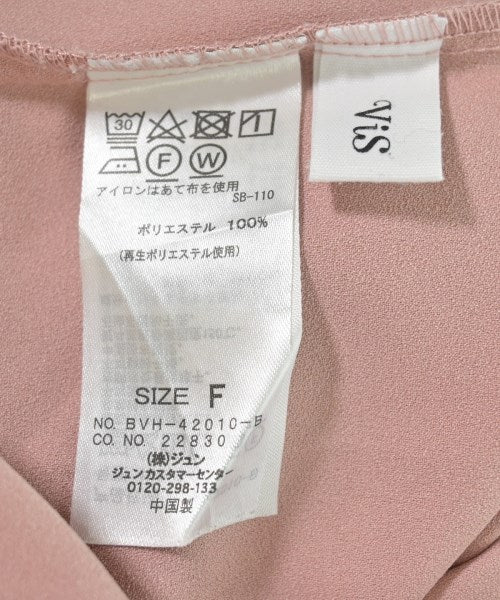 30
F W
アイロンはあて布を使用
SB-110
ポリエステル 100%
(再生ポリエステル使用)
SIZE F
NO. BVH-42010-B
CO. NO. 22830
(株)ジュン
ジュンカスタマーセンター
0120-298-133
中国製
ViS